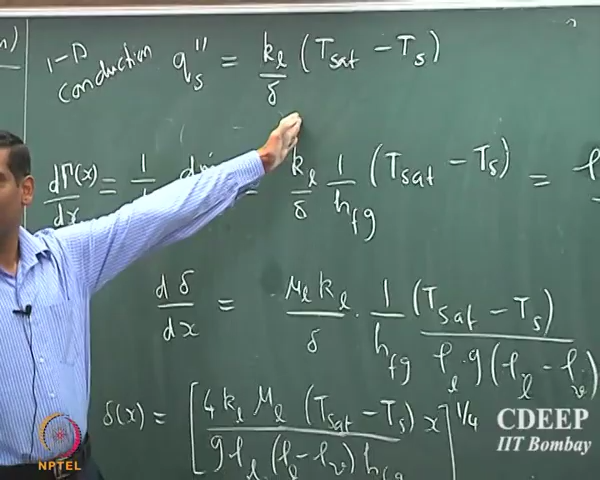 1-D conduction q_s'' = k_l/δ (T_sat - T_s)
dΓ(x)/dx = 1/ = k_l/δ 1/h_fg (T_sat - T_s) =
dδ/dx = μ_l k_l/δ . 1/h_fg (T_sat - T_s)/ρ_l g(ρ_l - ρ_v)
δ(x) = [4 k_l μ_l (T_sat - T_s) x / g ρ_l (ρ_l - ρ_v) h_fg]^1/4
CDEEP
IIT Bombay
NPTEL